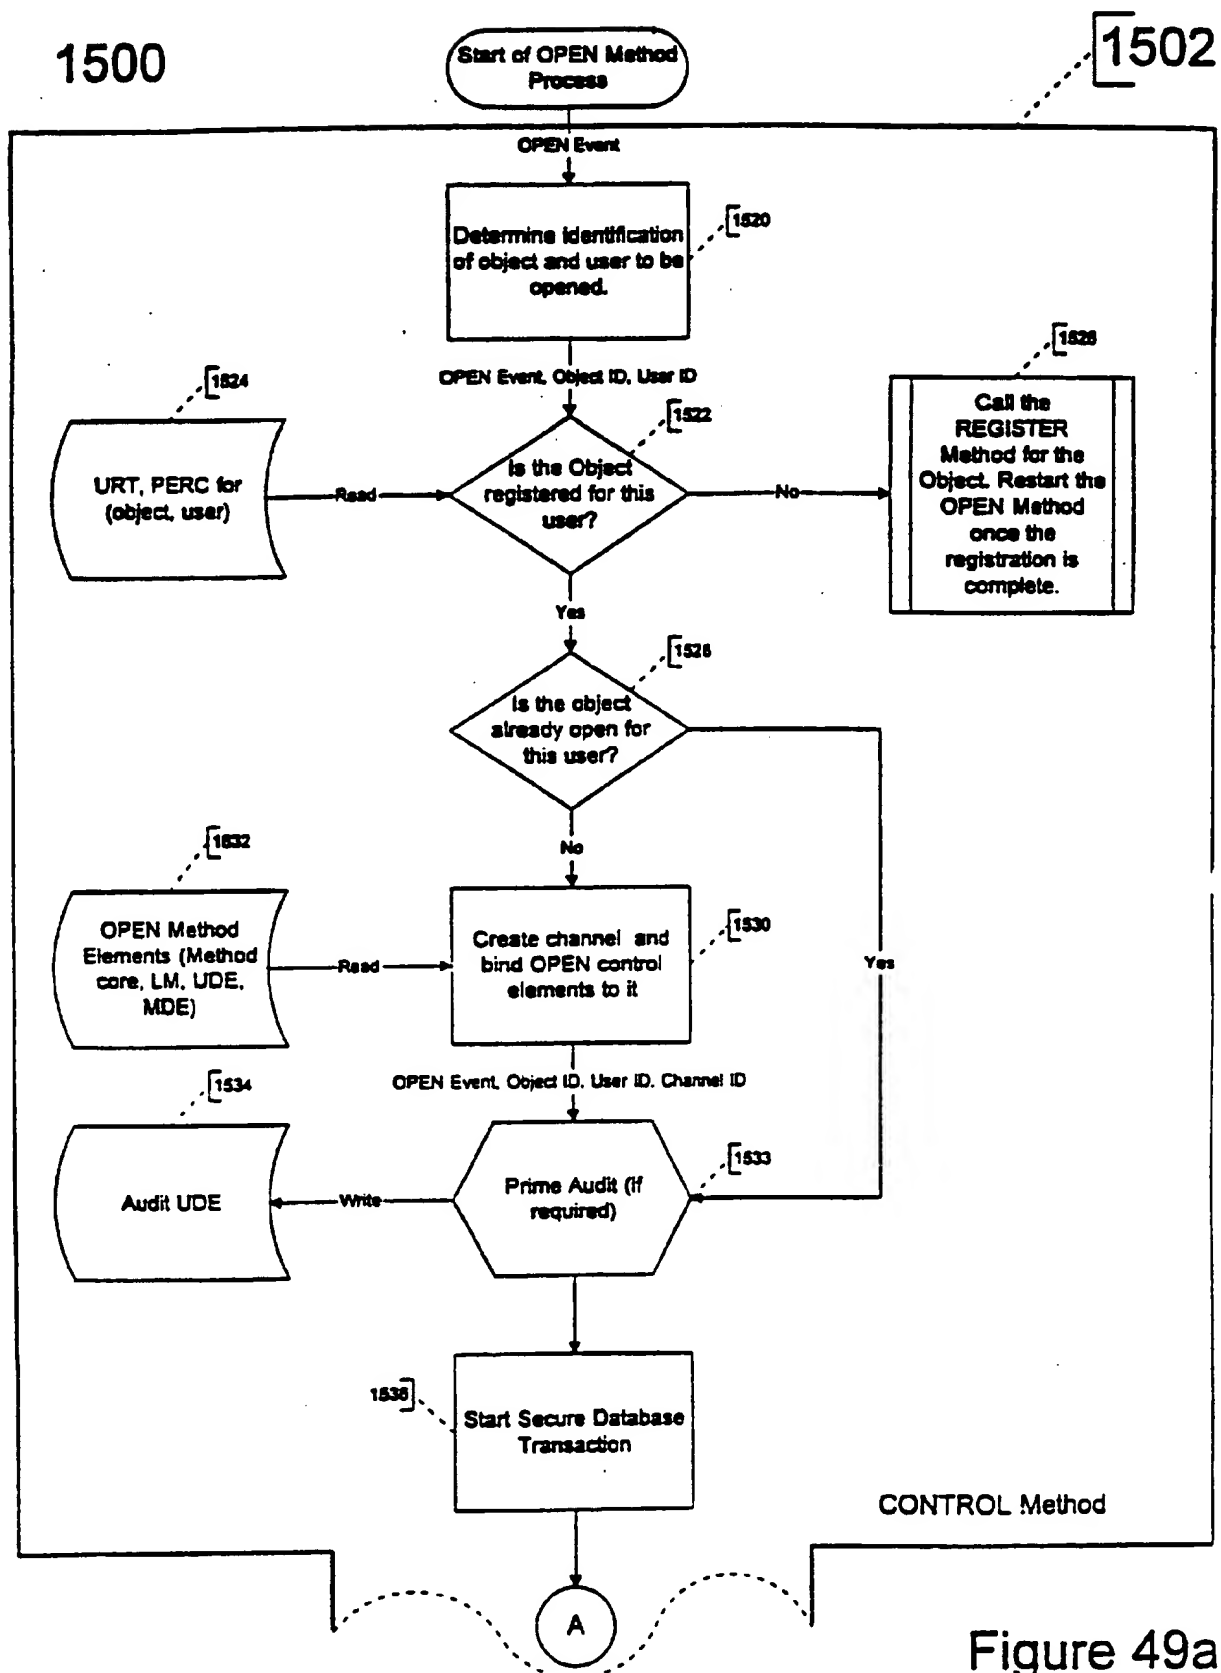 1500
Start of OPEN Method
Process
1502
OPEN Event
1520
Determine identification
of object and user to be
opened.
OPEN Event, Object ID, User ID
1524
1522
1526
URT, PERC for
(object, user)
Read
Is the Object
registered for this
user?
No
Call the
REGISTER
Method for the
Object. Restart the
OPEN Method
once the
registration is
complete.
Yes
1528
Is the object
already open for
this user?
No
Yes
1532
OPEN Method
Elements (Method
core, LM, UDE,
MDE)
Read
1530
Create channel and
bind OPEN control
elements to it
OPEN Event, Object ID, User ID, Channel ID
1534
1533
Audit UDE
Write
Prime Audit (if
required)
1536
Start Secure Database
Transaction
CONTROL Method
A
Figure 49a